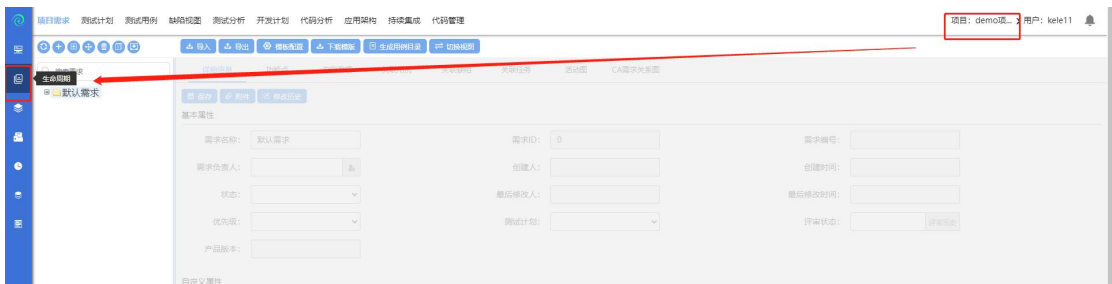 项目需求 测试计划 测试用例 缺陷视图 测试分析 开发计划 代码分析 应用架构 持续集成 代码管理 项目: demo项... 用户: kele11
导入 导出 模板配置 下载模板 生成用例目录 切换视图
生命周期
关联任务 活动图 CA需求关系图
默认需求
保存 附件 修改历史
基本属性
需求名称: 默认需求 需求ID: 0 需求编号:
需求负责人: 创建人: 创建时间:
状态: 最后修改人: 最后修改时间:
优先级: 测试计划: 评审状态: 评审历史
产品版本:
自定义属性